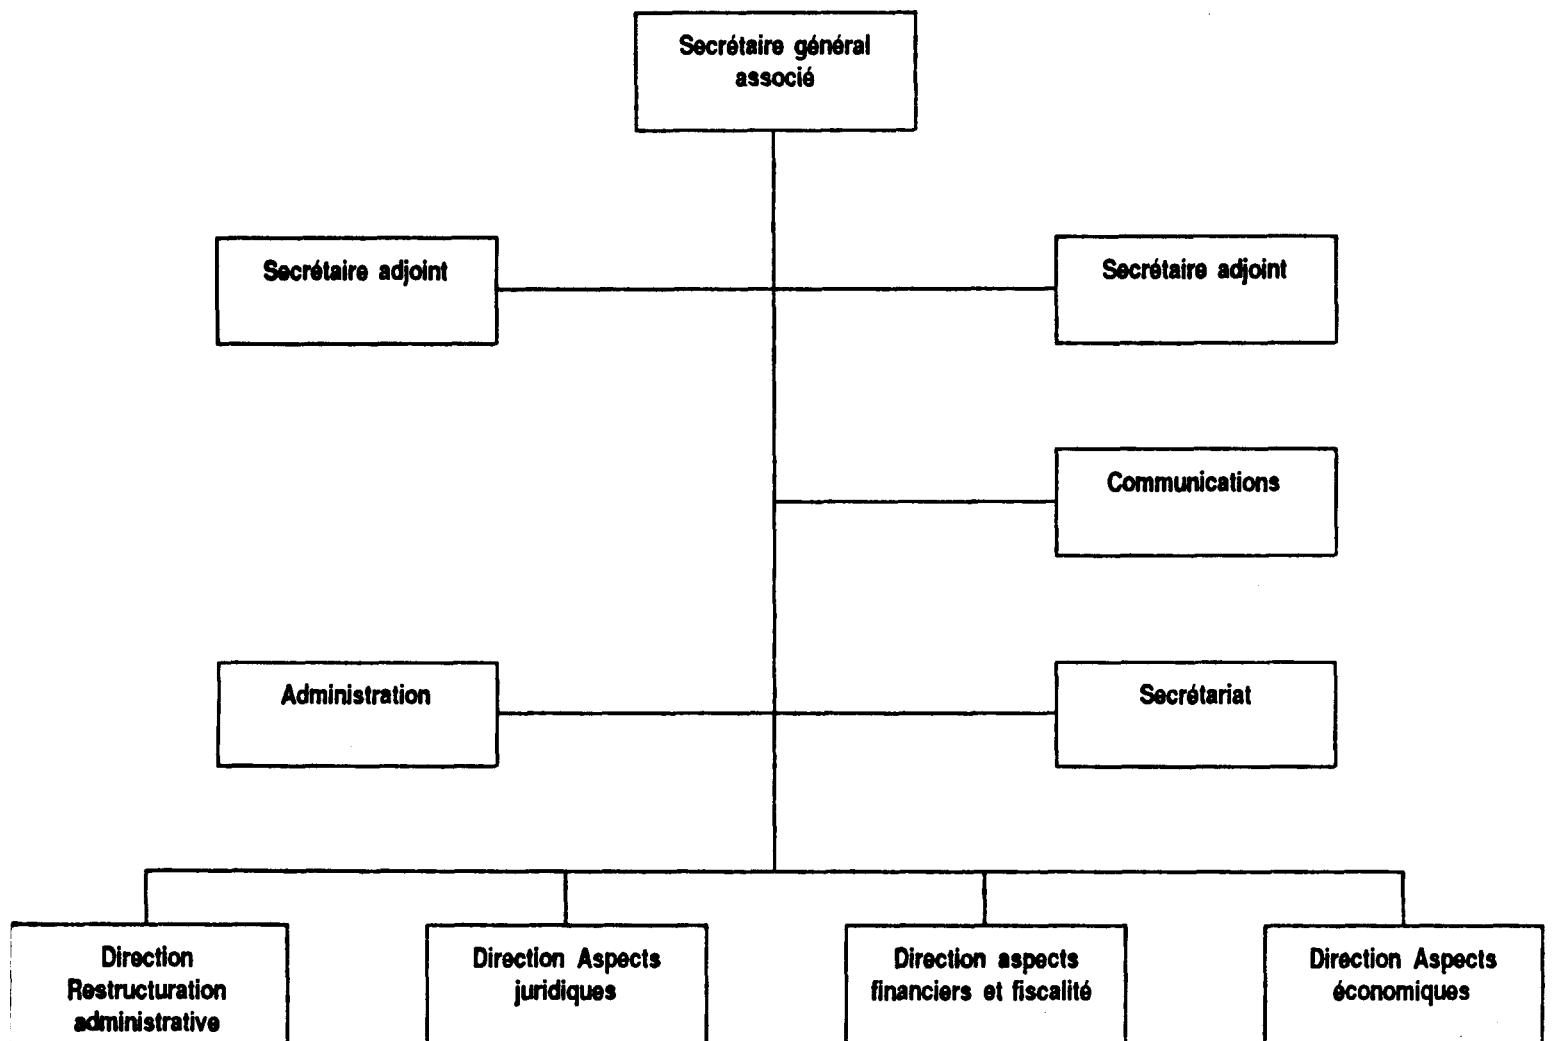 Secrétaire général
associé
Secrétaire adjoint
Secrétaire adjoint
Communications
Administration
Secrétariat
Direction
Restructuration
administrative
Direction Aspects
juridiques
Direction aspects
financiers et fiscalité
Direction Aspects
économiques